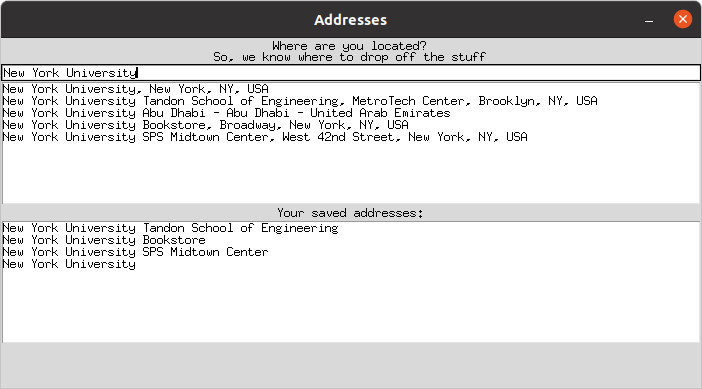 Addresses
Where are you located?
So, we know where to drop off the stuff
New York University
New York University, New York, NY, USA
New York University Tandon School of Engineering, MetroTech Center, Brooklyn, NY, USA
New York University Abu Dhabi - Abu Dhabi - United Arab Emirates
New York University Bookstore, Broadway, New York, NY, USA
New York University SPS Midtown Center, West 42nd Street, New York, NY, USA
Your saved addresses:
New York University Tandon School of Engineering
New York University Bookstore
New York University SPS Midtown Center
New York University